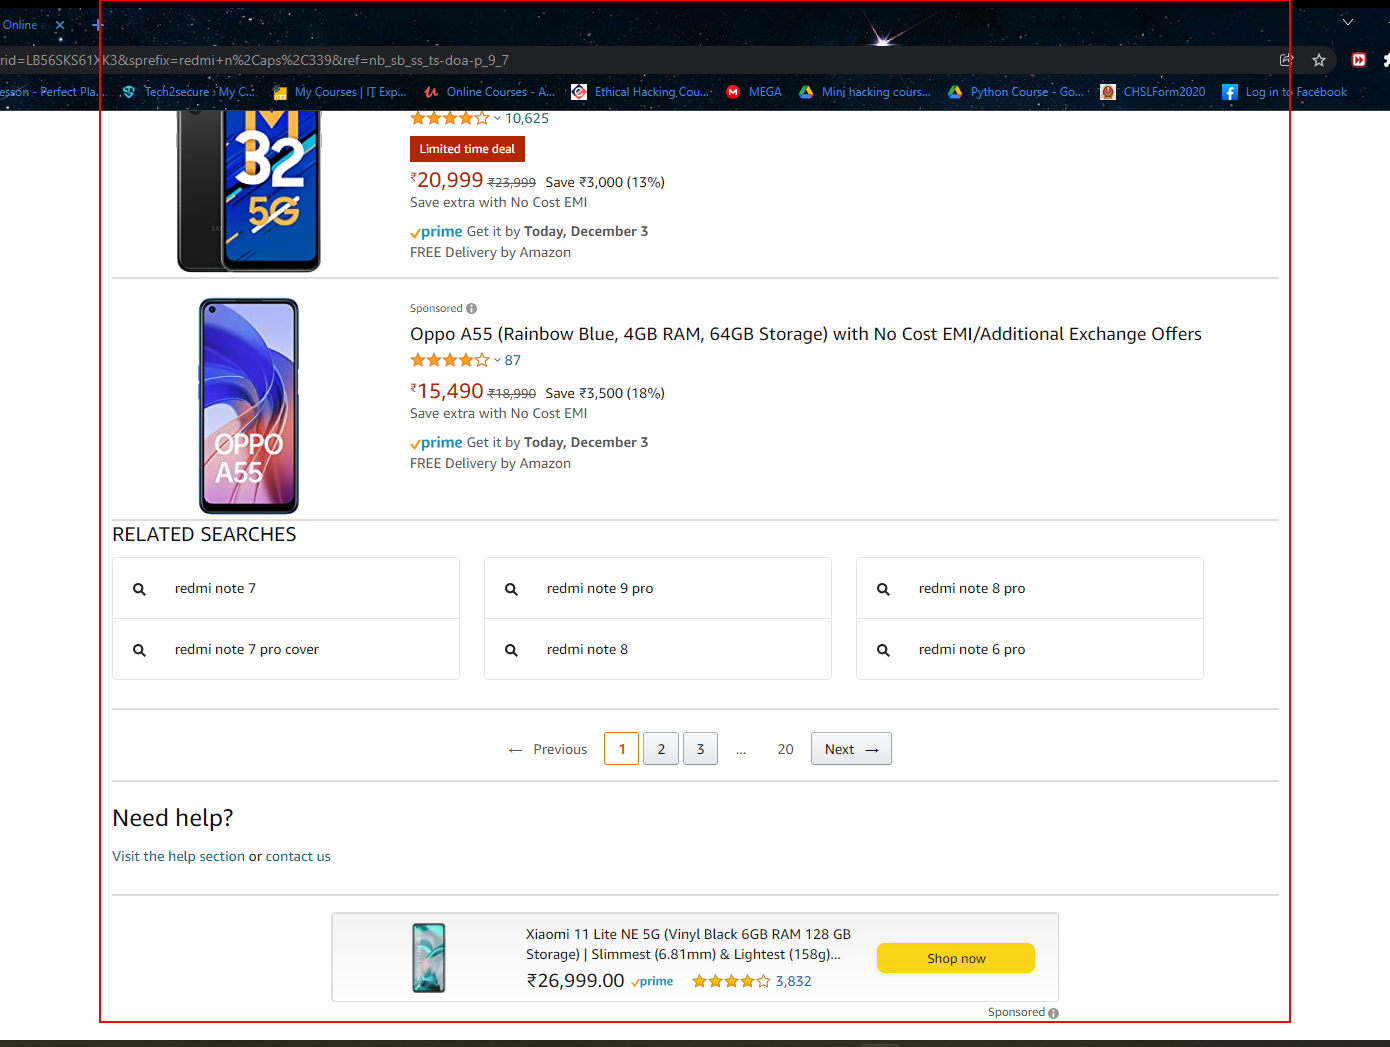 Online
rid=LB56SKS61XK3&sprefix=redmi+n%2Caps%2C339&ref=nb_sb_ss_ts-doa-p_9_7
esson - Perfect Pla... Tech2secure : My C... My Courses | IT Exp... Online Courses - A... Ethical Hacking Cou... MEGA Mini hacking cours... Python Course - Go... CHSLForm2020 Log in to Facebook
M
32
5G
10,625
Limited time deal
₹20,999 ₹23,999 Save ₹3,000 (13%)
Save extra with No Cost EMI
prime Get it by Today, December 3
FREE Delivery by Amazon
OPPO
A55
Sponsored
Oppo A55 (Rainbow Blue, 4GB RAM, 64GB Storage) with No Cost EMI/Additional Exchange Offers
87
₹15,490 ₹18,990 Save ₹3,500 (18%)
Save extra with No Cost EMI
prime Get it by Today, December 3
FREE Delivery by Amazon
RELATED SEARCHES
redmi note 7 redmi note 9 pro redmi note 8 pro
redmi note 7 pro cover redmi note 8 redmi note 6 pro
← Previous 1 2 3 ... 20 Next →
Need help?
Visit the help section or contact us
Xiaomi 11 Lite NE 5G (Vinyl Black 6GB RAM 128 GB
Storage) | Slimmest (6.81mm) & Lightest (158g)...
₹26,999.00 prime 3,832
Shop now
Sponsored